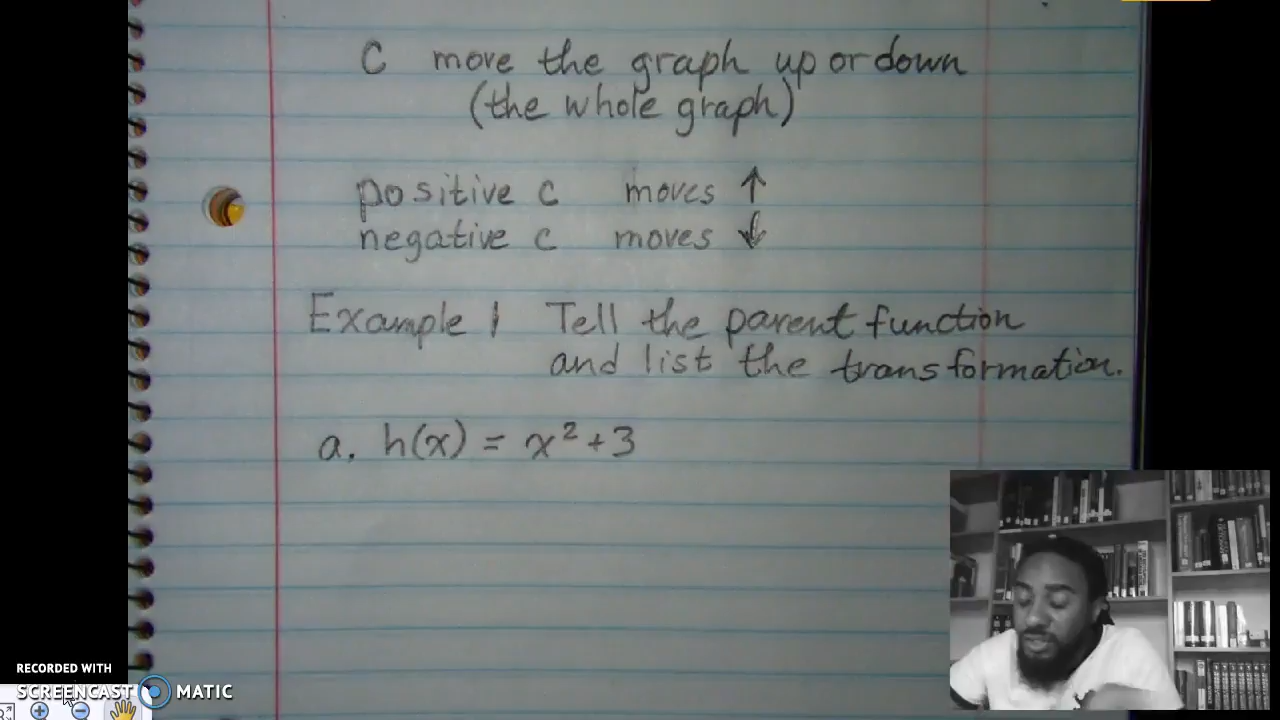 C move the graph up or down
(the whole graph)
positive c moves ↑
negative c moves ↓
Example 1 Tell the parent function
and list the transformation.
a. h(x) = x² + 3
RECORDED WITH
SCREENCAST MATIC